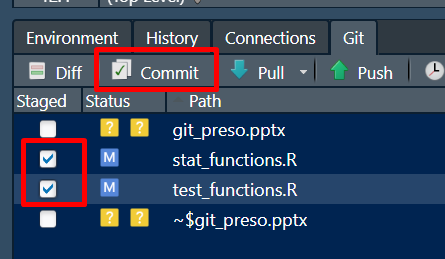 Environment History Connections Git
Diff Commit Pull Push
Staged Status Path
? ? git_preso.pptx
M stat_functions.R
M test_functions.R
? ? ~$git_preso.pptx